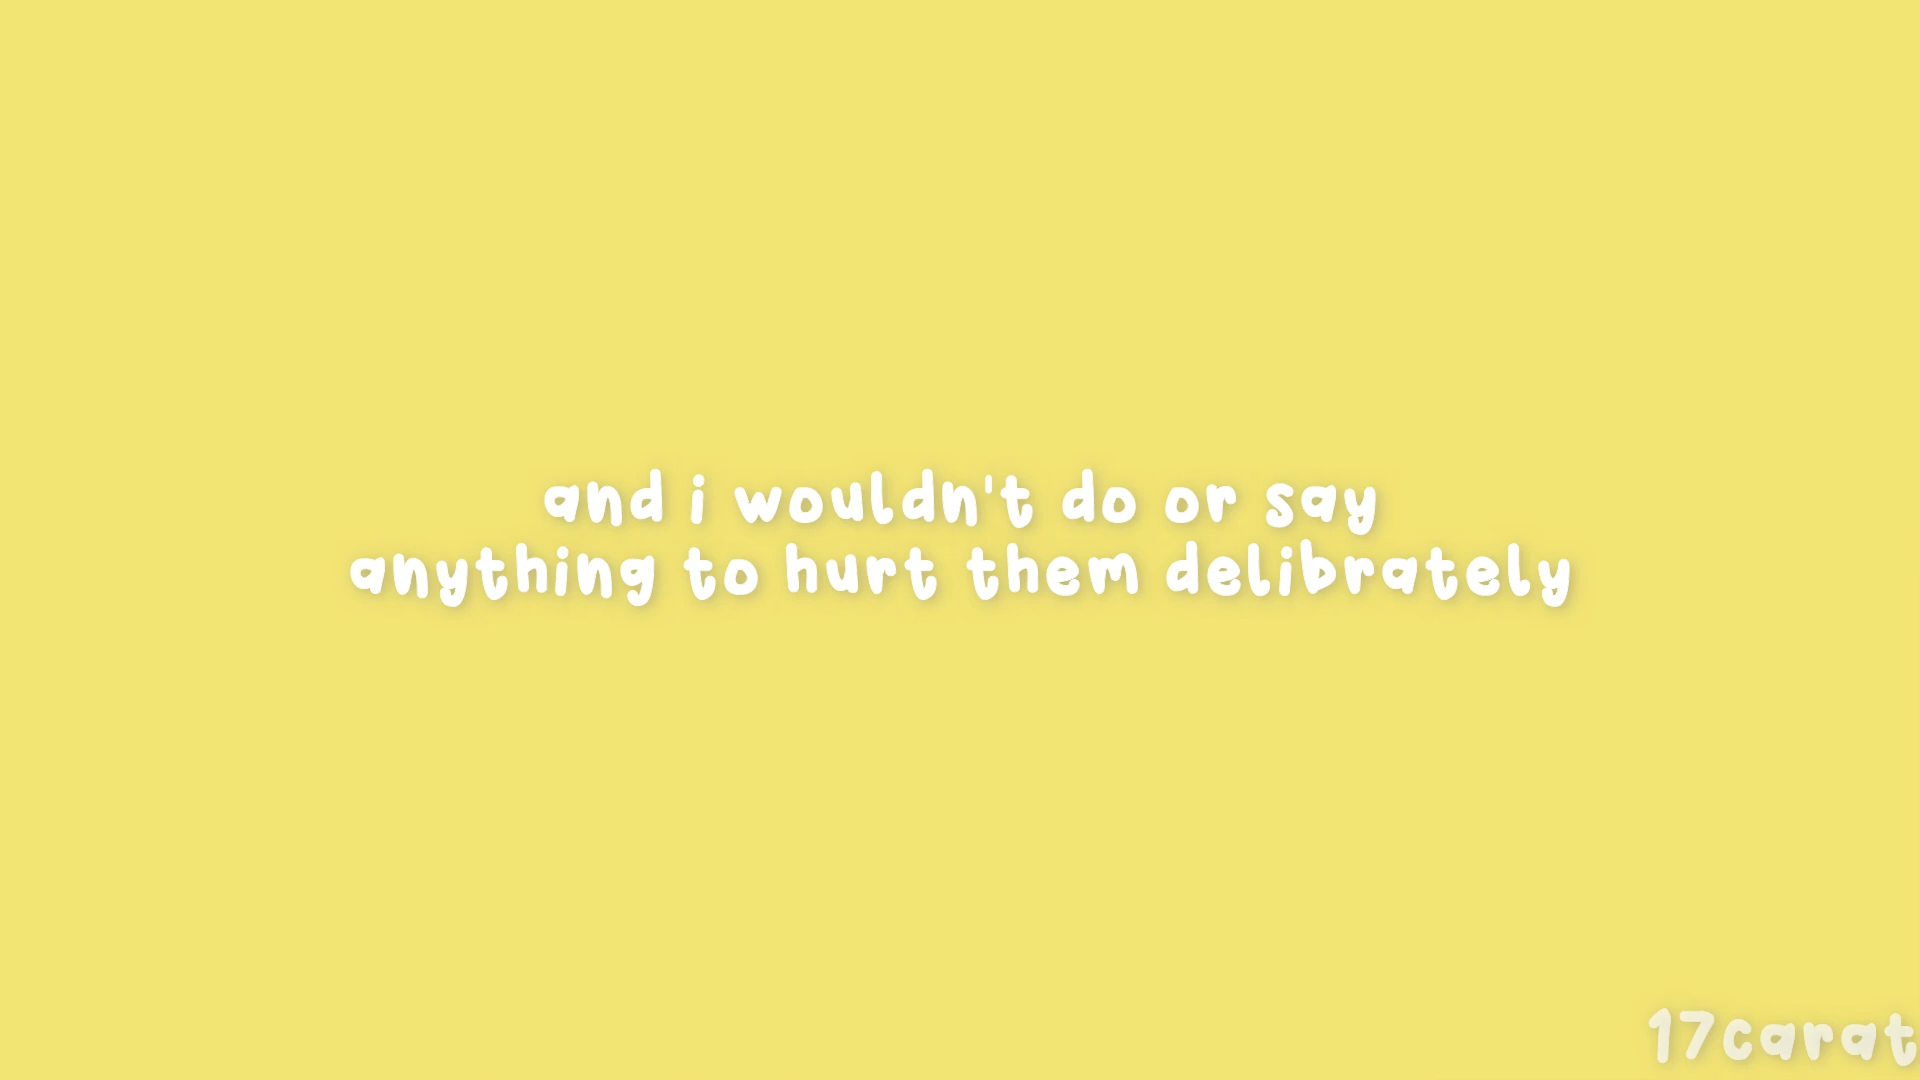 and i wouldn't do or say
anything to hurt them delibrately
17carat